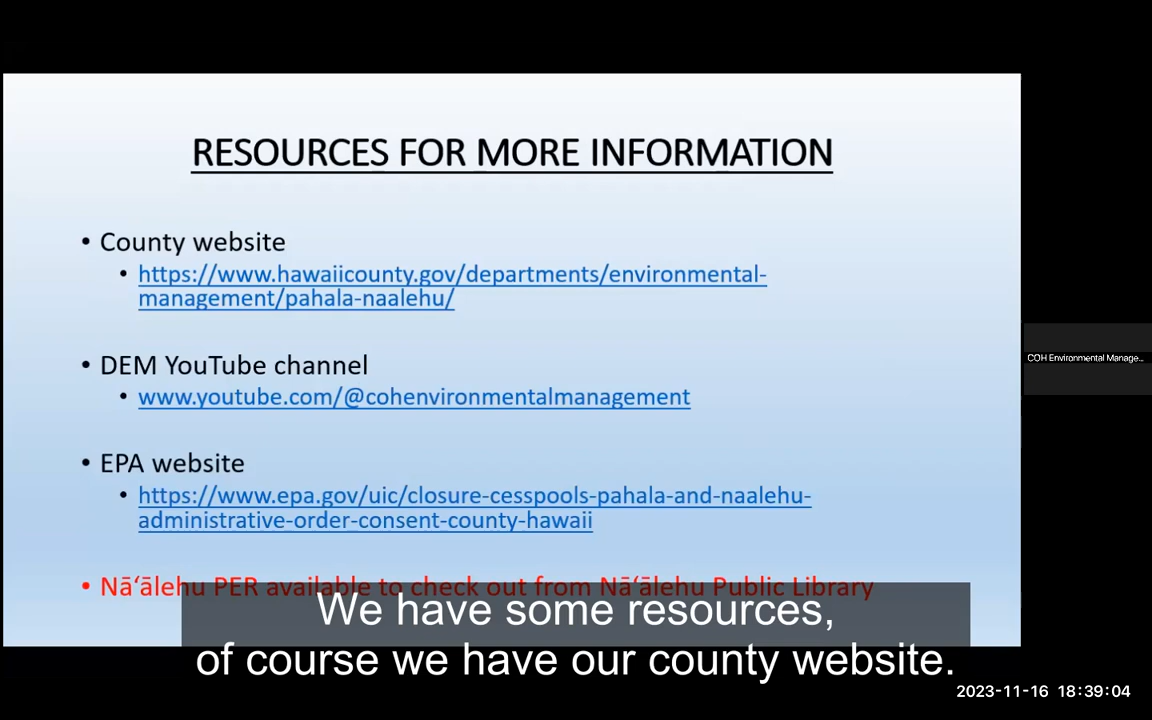 RESOURCES FOR MORE INFORMATION
• County website
• https://www.hawaiicounty.gov/departments/environmental-
management/pahala-naalehu/
• DEM YouTube channel
• www.youtube.com/@cohenvironmentalmanagement
• EPA website
• https://www.epa.gov/uic/closure-cesspools-pahala-and-naalehu-
administrative-order-consent-county-hawaii
• Nāʻālehu PER available to check out from Nāʻālehu Public Library
COH Environmental Manage...
We have some resources,
of course we have our county website.
2023-11-16 18:39:04